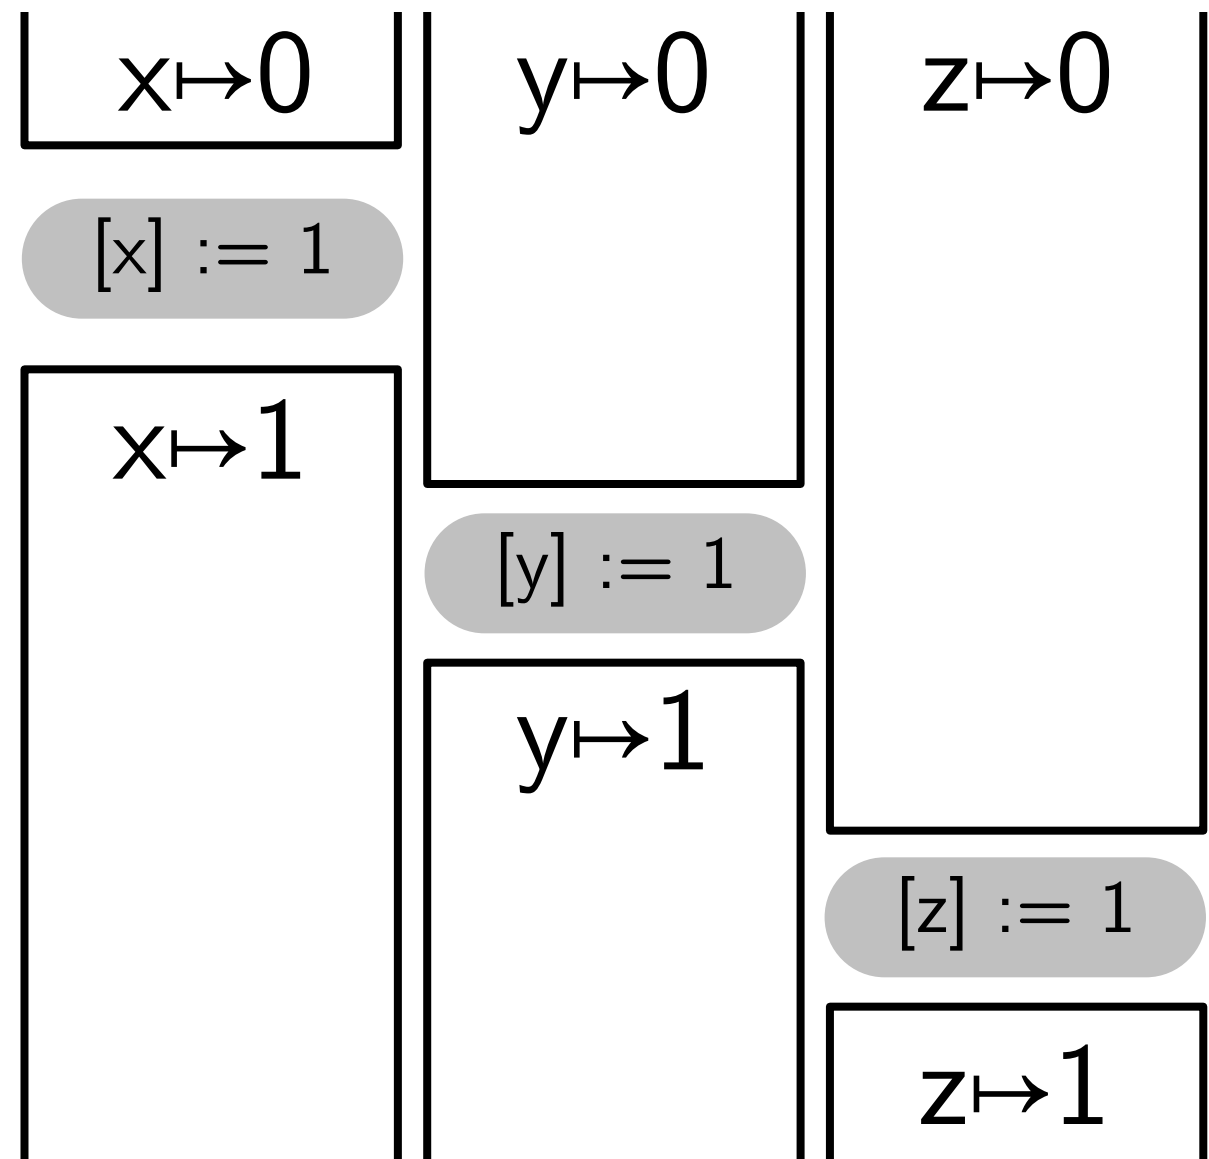 x↦0 y↦0 z↦0
[x] := 1
x↦1
[y] := 1
y↦1
[z] := 1
z↦1